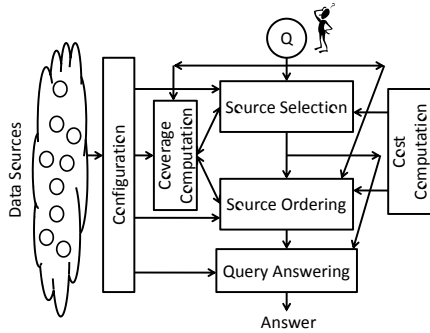 Q
Source Selection
Data Sources
Configuration
Coverage
Computation
Cost
Computation
Source Ordering
Query Answering
Answer